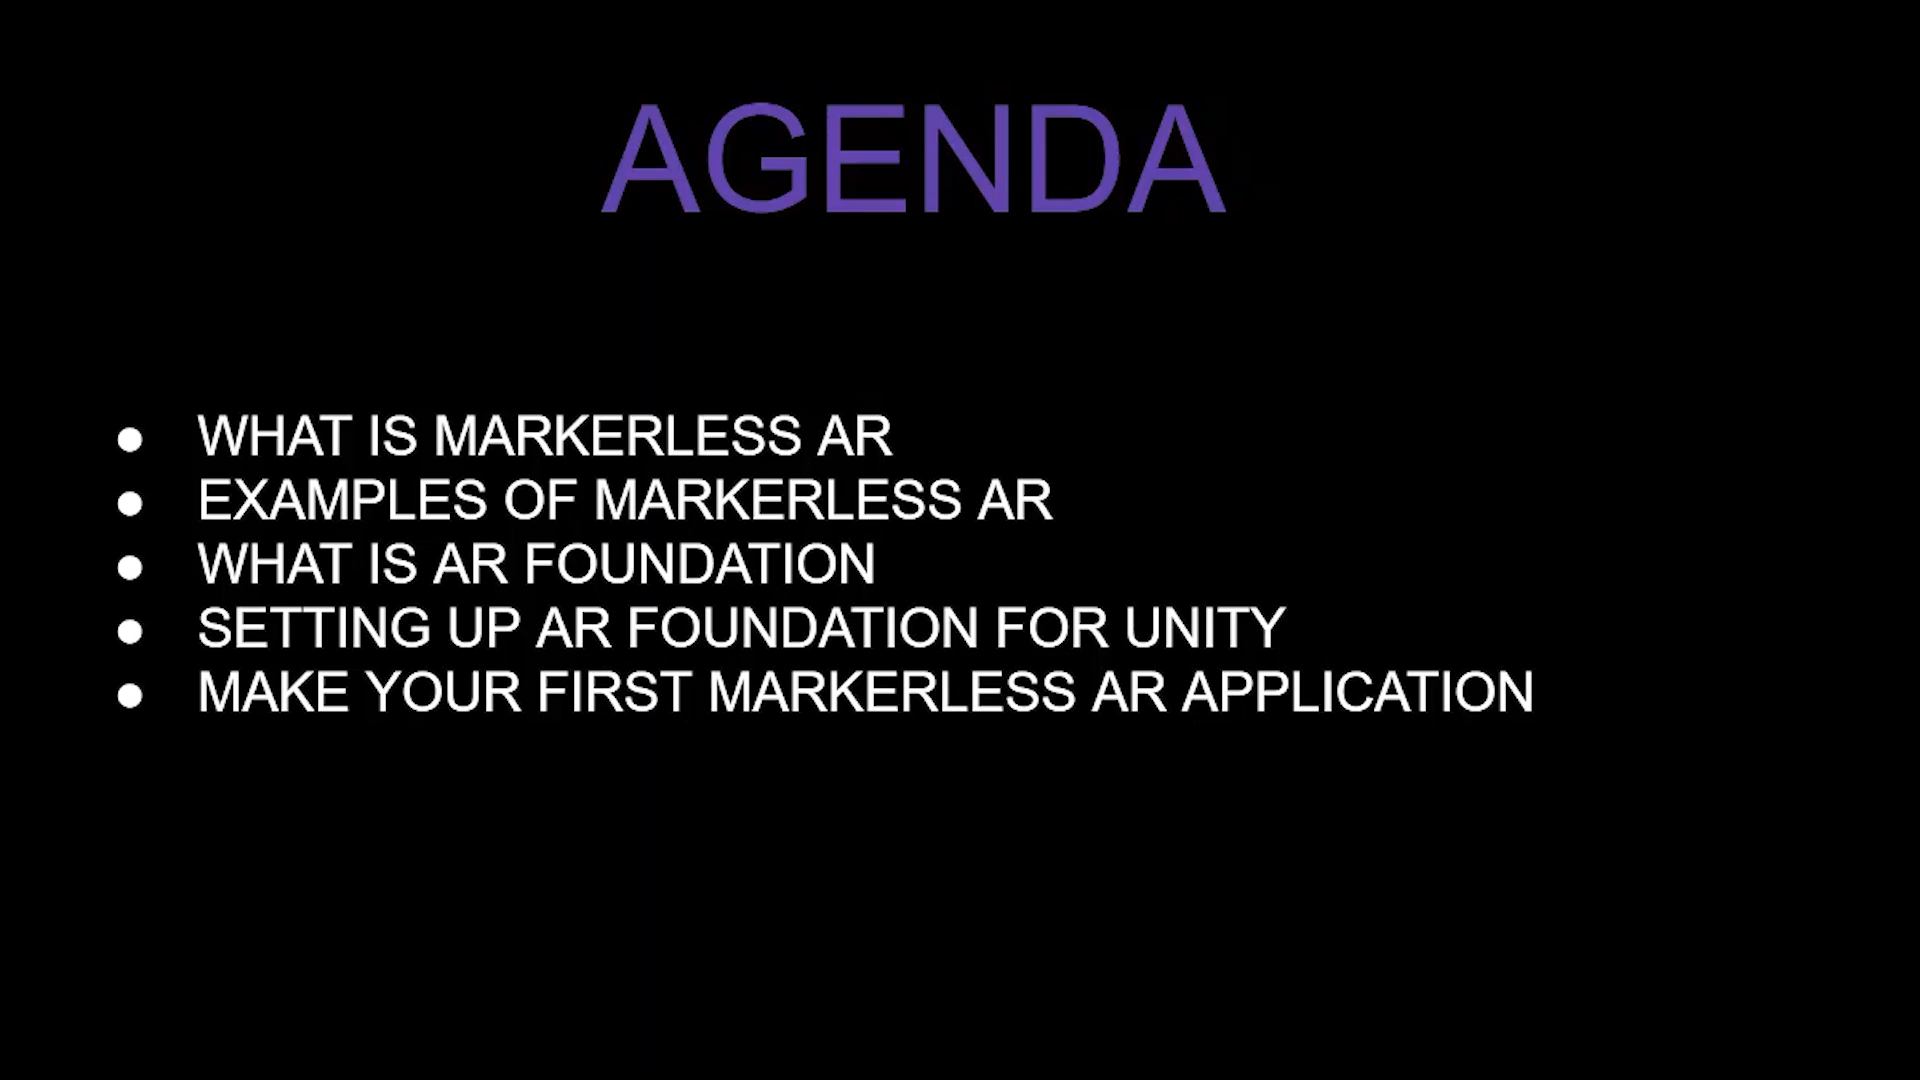 AGENDA
● WHAT IS MARKERLESS AR
● EXAMPLES OF MARKERLESS AR
● WHAT IS AR FOUNDATION
● SETTING UP AR FOUNDATION FOR UNITY
● MAKE YOUR FIRST MARKERLESS AR APPLICATION